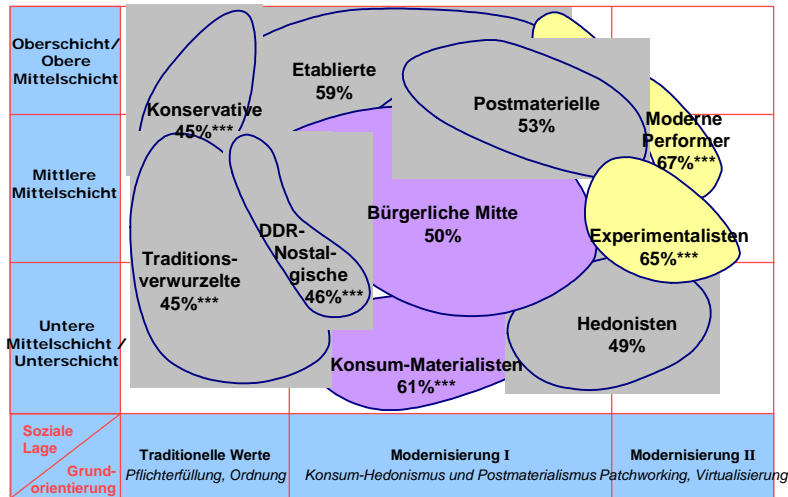 Oberschicht/
Obere
Mittelschicht
Mittlere
Mittelschicht
Untere
Mittelschicht /
Unterschicht
Konservative
45%***
Etablierte
59%
Postmaterielle
53%
Moderne
Performer
67%***
Traditions-
verwurzelte
45%***
DDR-
Nostal-
gische
46%***
Bürgerliche Mitte
50%
Experimentalisten
65%***
Konsum-Materialisten
61%***
Hedonisten
49%
Soziale
Lage
Grund-
orientierung
Traditionelle Werte
Pflichterfüllung, Ordnung
Modernisierung I
Konsum-Hedonismus und Postmaterialismus
Modernisierung II
Patchworking, Virtualisierung